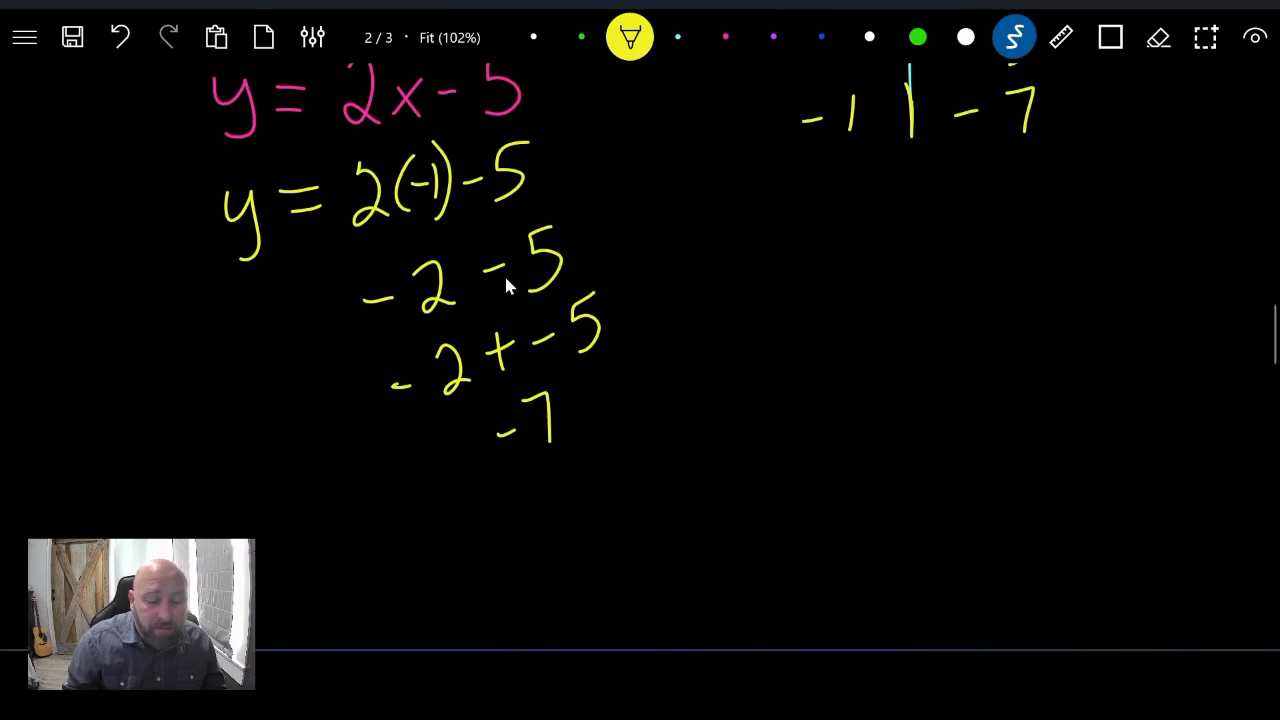 2 / 3 · Fit (102%)
y = 2x - 5
-1 | -7
y = 2(-1) - 5
-2 - 5
-2 + -5
-7